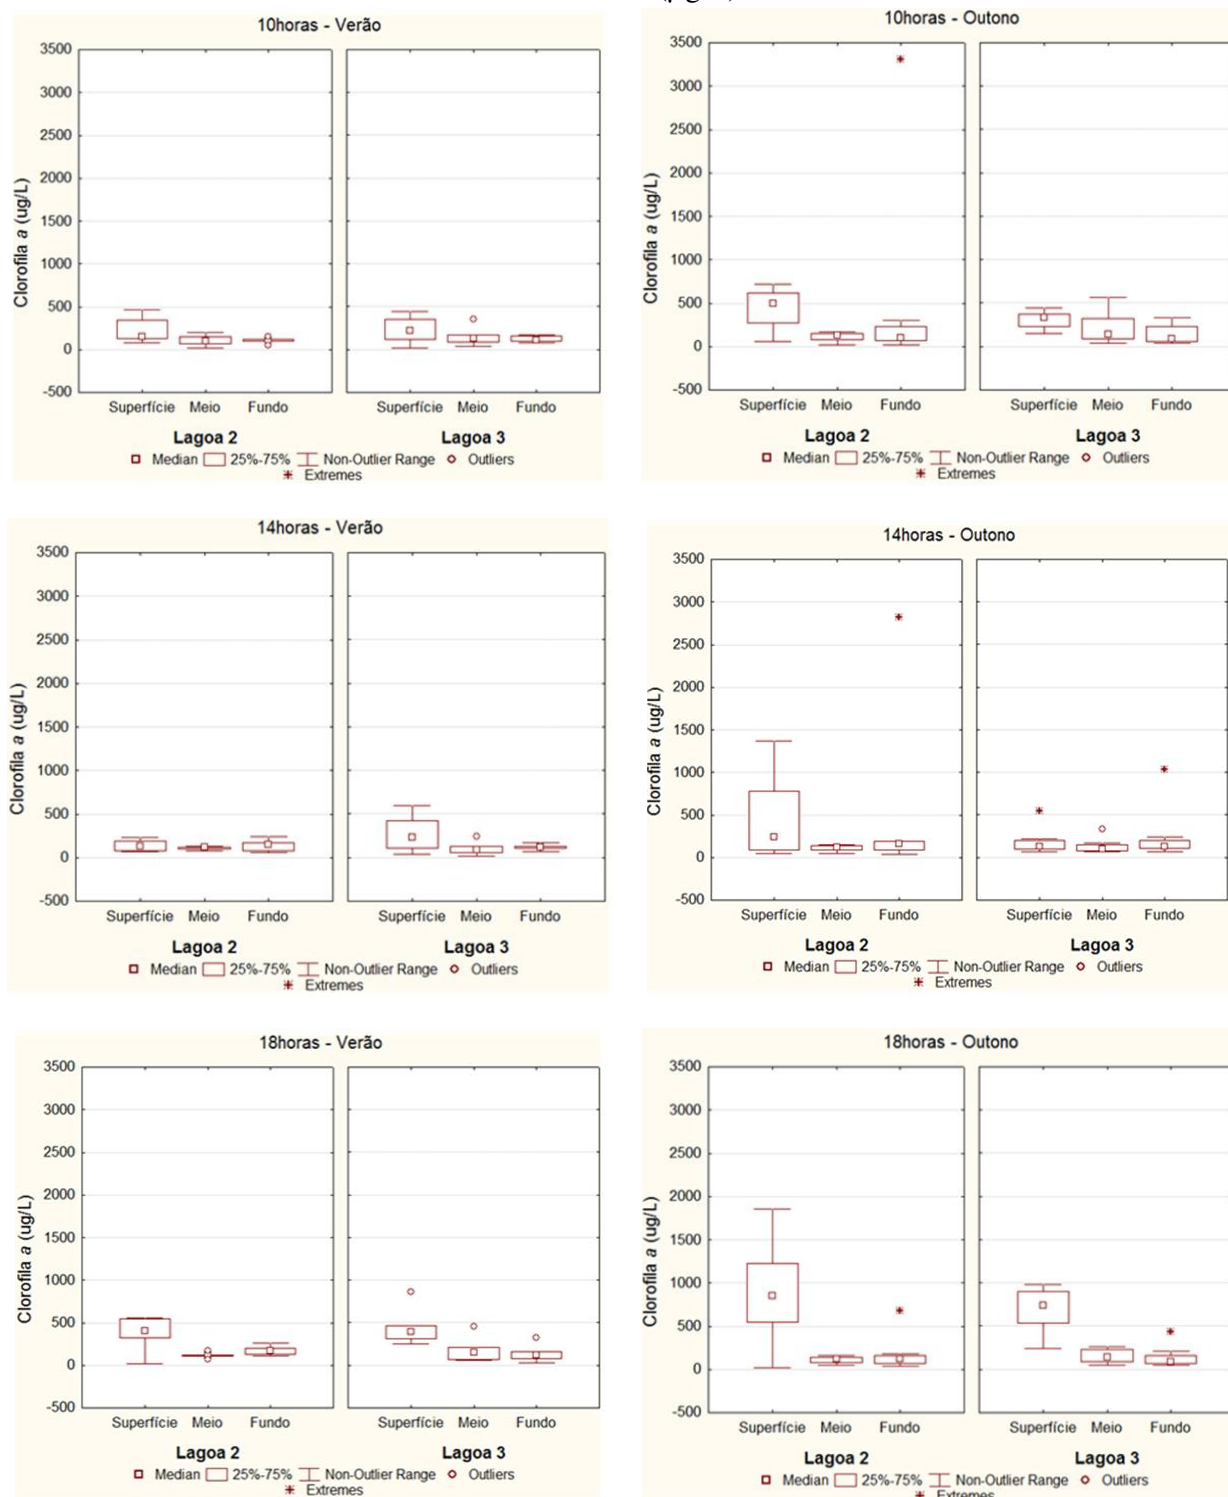 10horas - Verão
Clorofila a (ug/L)
3500
3000
2500
2000
1500
1000
500
0
-500
Superfície Meio Fundo
Superfície Meio Fundo
Lagoa 2
Lagoa 3
Median 25%-75% Non-Outlier Range Outliers
Extremes
10horas - Outono
Clorofila a (ug/L)
3500
3000
2500
2000
1500
1000
500
0
-500
Superfície Meio Fundo
Superfície Meio Fundo
Lagoa 2
Lagoa 3
Median 25%-75% Non-Outlier Range Outliers
Extremes
14horas - Verão
Clorofila a (ug/L)
3500
3000
2500
2000
1500
1000
500
0
-500
Superfície Meio Fundo
Superfície Meio Fundo
Lagoa 2
Lagoa 3
Median 25%-75% Non-Outlier Range Outliers
Extremes
14horas - Outono
Clorofila a (ug/L)
3500
3000
2500
2000
1500
1000
500
0
-500
Superfície Meio Fundo
Superfície Meio Fundo
Lagoa 2
Lagoa 3
Median 25%-75% Non-Outlier Range Outliers
Extremes
18horas - Verão
Clorofila a (ug/L)
3500
3000
2500
2000
1500
1000
500
0
-500
Superfície Meio Fundo
Superfície Meio Fundo
Lagoa 2
Lagoa 3
Median 25%-75% Non-Outlier Range Outliers
Extremes
18horas - Outono
Clorofila a (ug/L)
3500
3000
2500
2000
1500
1000
500
0
-500
Superfície Meio Fundo
Superfície Meio Fundo
Lagoa 2
Lagoa 3
Median 25%-75% Non-Outlier Range Outliers
Extremes